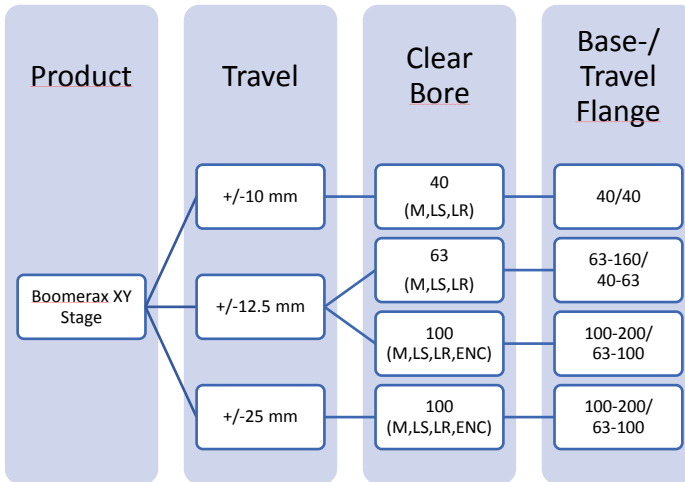 Product
Travel
Clear
Bore
Base-/
Travel
Flange
Boomerax XY
Stage
+/-10 mm
40
(M,LS,LR)
40/40
+/-12.5 mm
63
(M,LS,LR)
63-160/
40-63
100
(M,LS,LR,ENC)
100-200/
63-100
+/-25 mm
100
(M,LS,LR,ENC)
100-200/
63-100